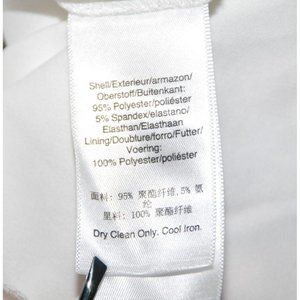 Shell/Exterieur/armazon/
Oberstoff/Buitenkant:
95% Polyester/poliéster
5% Spandex/elastano/
Elasthan/Elasthaan
Lining/Doublure/forro/Futter/
Voering:
100% Polyester/poliéster
面料: 95% 聚酯纤维,5% 氨
纶
里料: 100% 聚酯纤维
Dry Clean Only. Cool Iron.